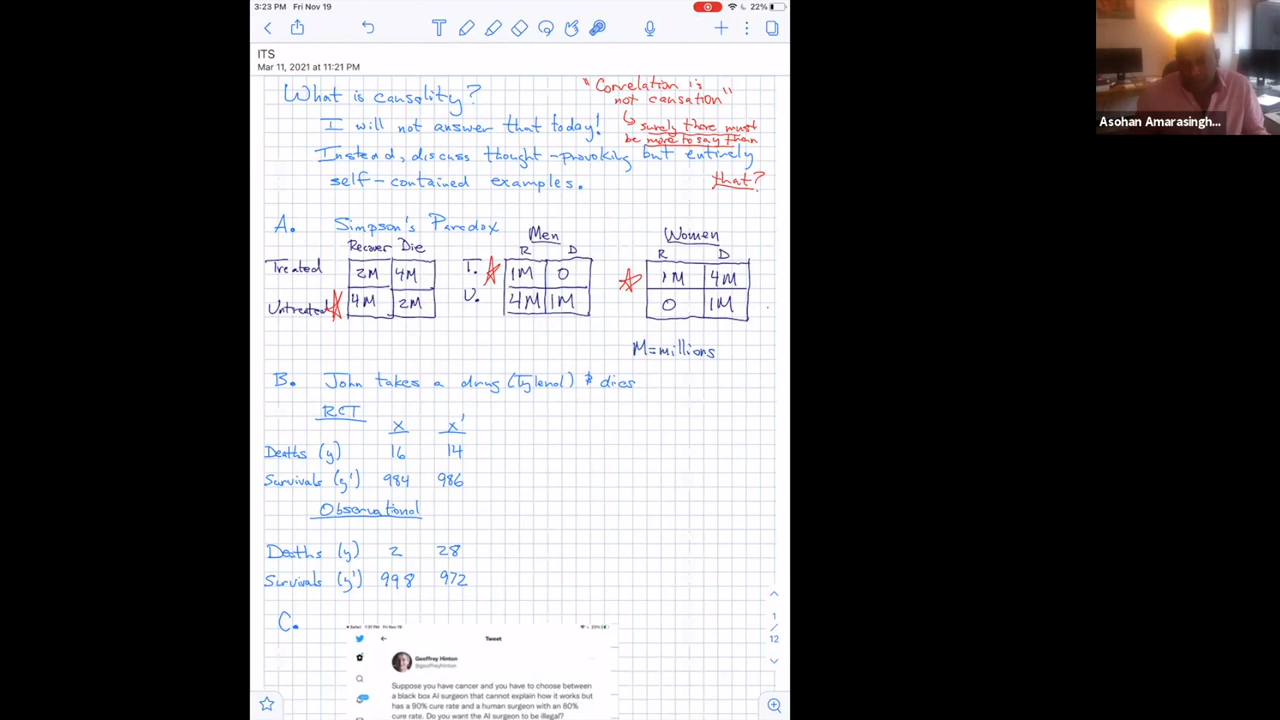 3:23 PM Fri Nov 19
22%
ITS
Mar 11, 2021 at 11:21 PM
What is causality?
"Correlation is
not causation"
I will not answer that today!
surely there must
be more to say than
that?
Instead, discuss thought-provoking but entirely
self-contained examples.
A. Simpson's Paradox
Men
Women
Recover Die
R D
R D
Treated 2M 4M
T. 1M 0
1M 4M
Untreated 4M 2M
U. 4M 1M
0 1M
M=millions
B. John takes a drug (Tylenol) & dies
RCT
x x'
Deaths (y) 16 14
Survivals (y') 984 986
Observational
Deaths (y) 2 28
Survivals (y') 998 972
C.
Tweet
Geoffrey Hinton
@geoffreyhinton
Suppose you have cancer and you have to choose between
a black box AI surgeon that cannot explain how it works but
has a 90% cure rate and a human surgeon with an 80%
cure rate. Do you want the AI surgeon to be illegal?
1
/
12
Asohan Amarasingh...